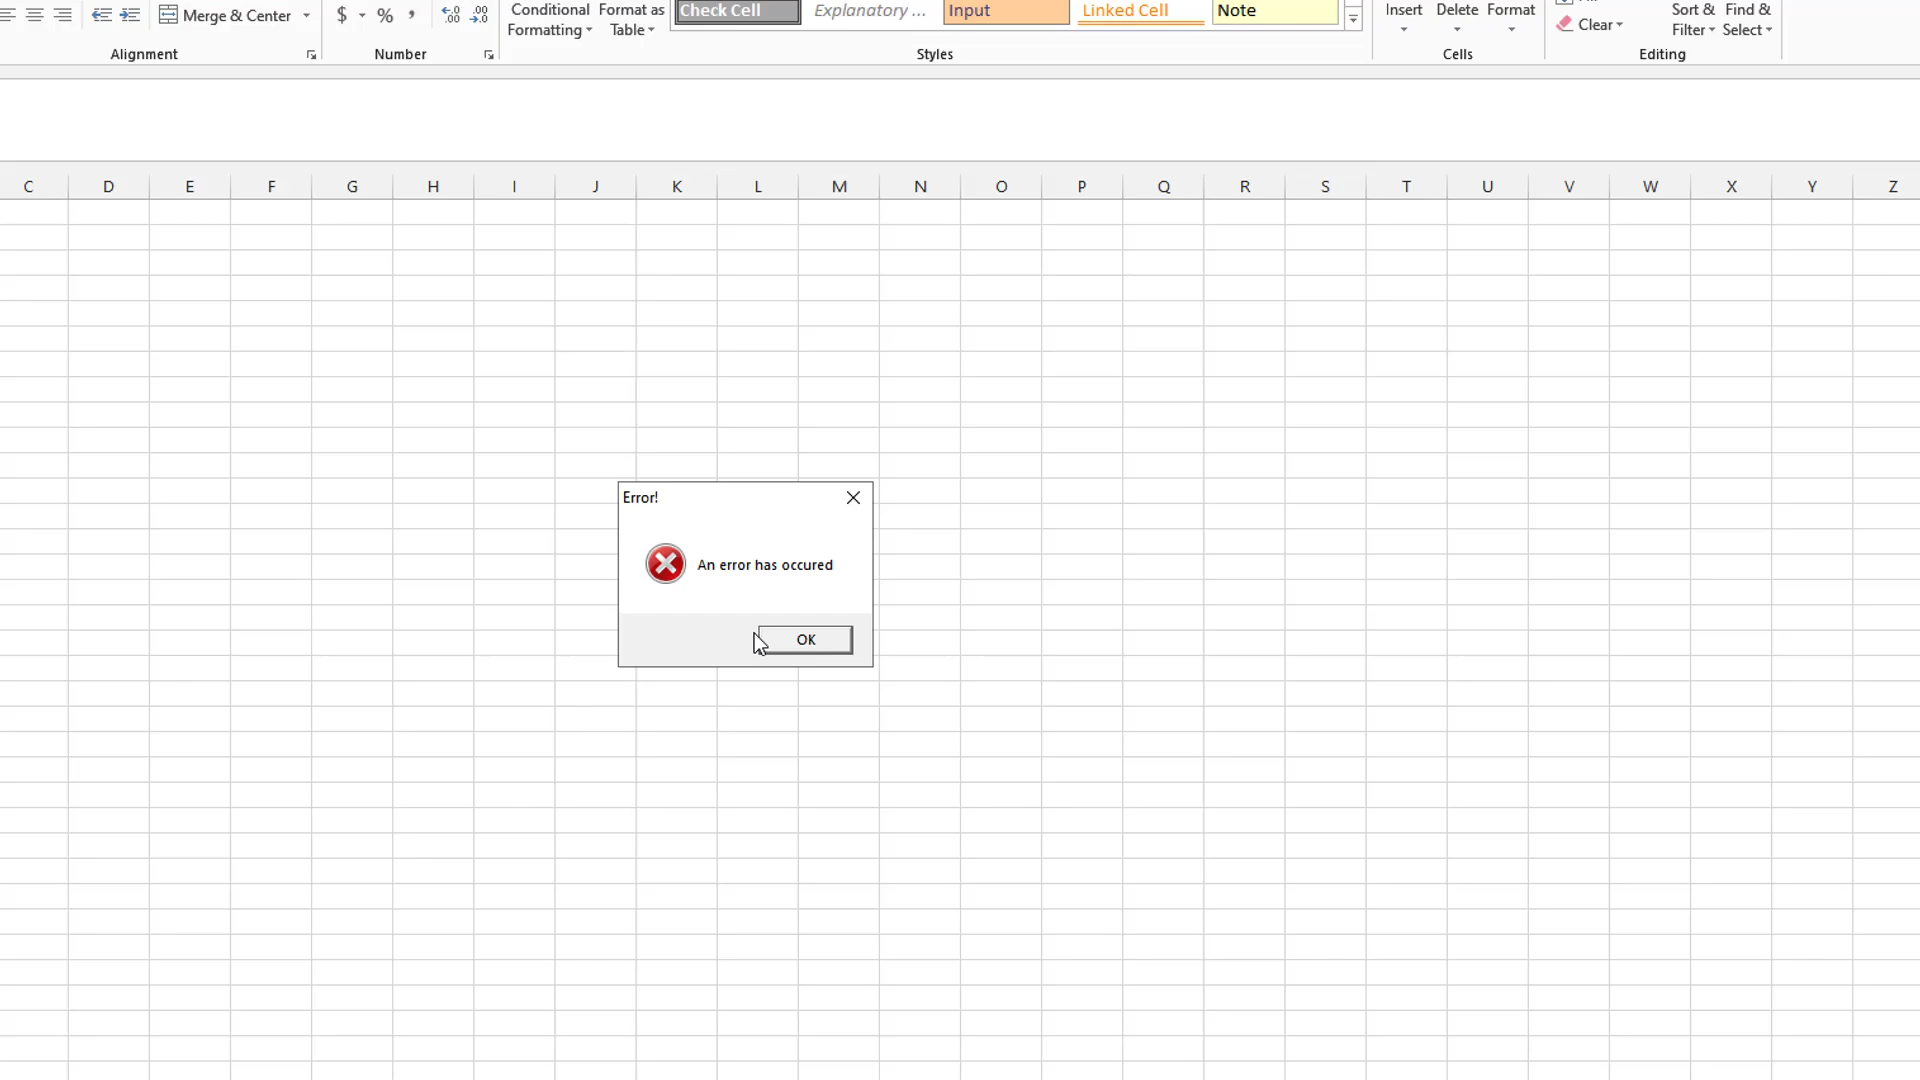 Merge & Center
$ % ,
Conditional
Formatting
Format as
Table
Check Cell
Explanatory ...
Input
Linked Cell
Note
Insert
Delete
Format
Clear
Sort &
Filter
Find &
Select
Alignment
Number
Styles
Cells
Editing
C D E F G H I J K L M N O P Q R S T U V W X Y Z
Error!
An error has occured
OK